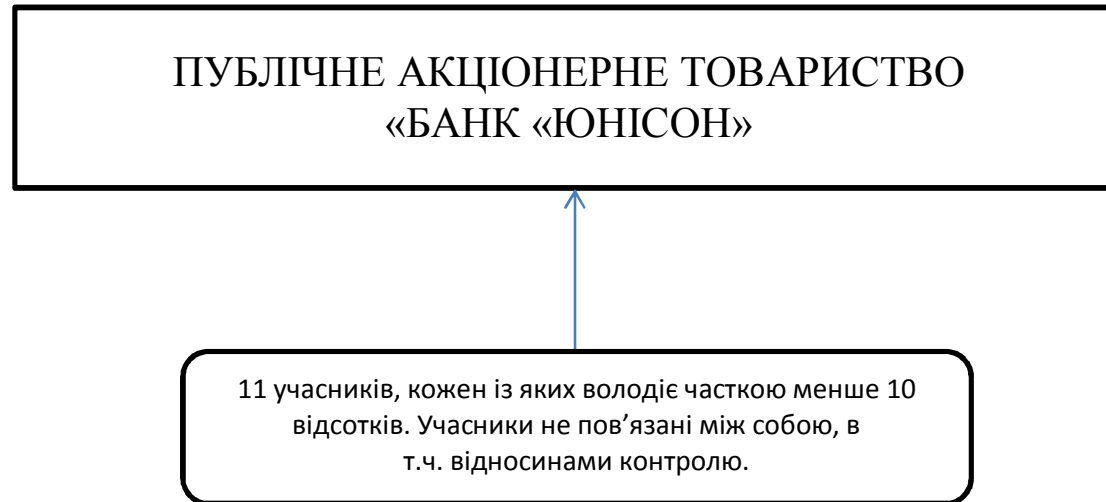 ПУБЛІЧНЕ АКЦІОНЕРНЕ ТОВАРИСТВО
«БАНК «ЮНІСОН»
11 учасників, кожен із яких володіє часткою менше 10
відсотків. Учасники не пов’язані між собою, в
т.ч. відносинами контролю.